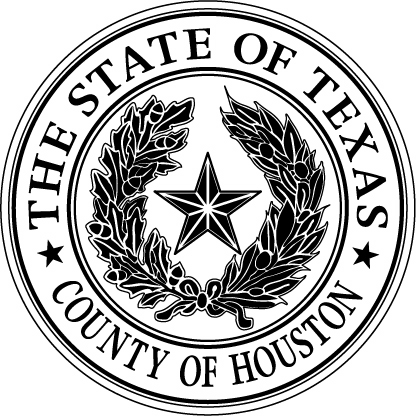 THE STATE OF TEXAS
COUNTY OF HOUSTON